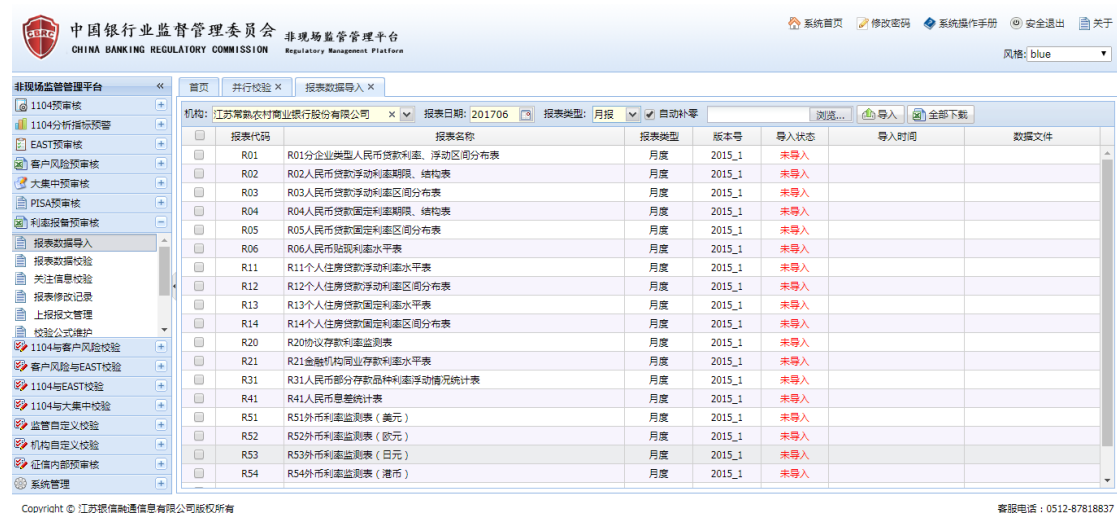 CBRC
中国银行业监督管理委员会 非现场监管管理平台
CHINA BANKING REGULATORY COMMISSION Regulatory Management Platform
系统首页 修改密码 系统操作手册 安全退出 关于
风格: blue
非现场监管管理平台
1104预审核
1104分析指标预警
EAST预审核
客户风险预审核
大集中预审核
PISA预审核
利率报备预审核
报表数据导入
报表数据校验
关注信息校验
报表修改记录
上报报文管理
校验公式维护
1104与客户风险校验
客户风险与EAST校验
1104与EAST校验
1104与大集中校验
监管自定义校验
机构自定义校验
征信内部预审核
系统管理
首页 并行校验 × 报表数据导入 ×
机构: 江苏常熟农村商业银行股份有限公司 × 报表日期: 201706 报表类型: 月报 自动补零 浏览... 导入 全部下载
报表代码 报表名称 报表类型 版本号 导入状态 导入时间 数据文件
R01 R01分企业类型人民币贷款利率、浮动区间分布表 月度 2015_1 未导入
R02 R02人民币贷款浮动利率期限、结构表 月度 2015_1 未导入
R03 R03人民币贷款浮动利率区间分布表 月度 2015_1 未导入
R04 R04人民币贷款固定利率期限、结构表 月度 2015_1 未导入
R05 R05人民币贷款固定利率区间分布表 月度 2015_1 未导入
R06 R06人民币贴现利率水平表 月度 2015_1 未导入
R11 R11个人住房贷款浮动利率水平表 月度 2015_1 未导入
R12 R12个人住房贷款浮动利率区间分布表 月度 2015_1 未导入
R13 R13个人住房贷款固定利率水平表 月度 2015_1 未导入
R14 R14个人住房贷款固定利率区间分布表 月度 2015_1 未导入
R20 R20协议存款利率监测表 月度 2015_1 未导入
R21 R21金融机构同业存款利率水平表 月度 2015_1 未导入
R31 R31人民币部分存款品种利率浮动情况统计表 月度 2015_1 未导入
R41 R41人民币息差统计表 月度 2015_1 未导入
R51 R51外币利率监测表（美元） 月度 2015_1 未导入
R52 R52外币利率监测表（欧元） 月度 2015_1 未导入
R53 R53外币利率监测表（日元） 月度 2015_1 未导入
R54 R54外币利率监测表（港币） 月度 2015_1 未导入
Copyright © 江苏银信融通信息有限公司版权所有 客服电话：0512-87818837